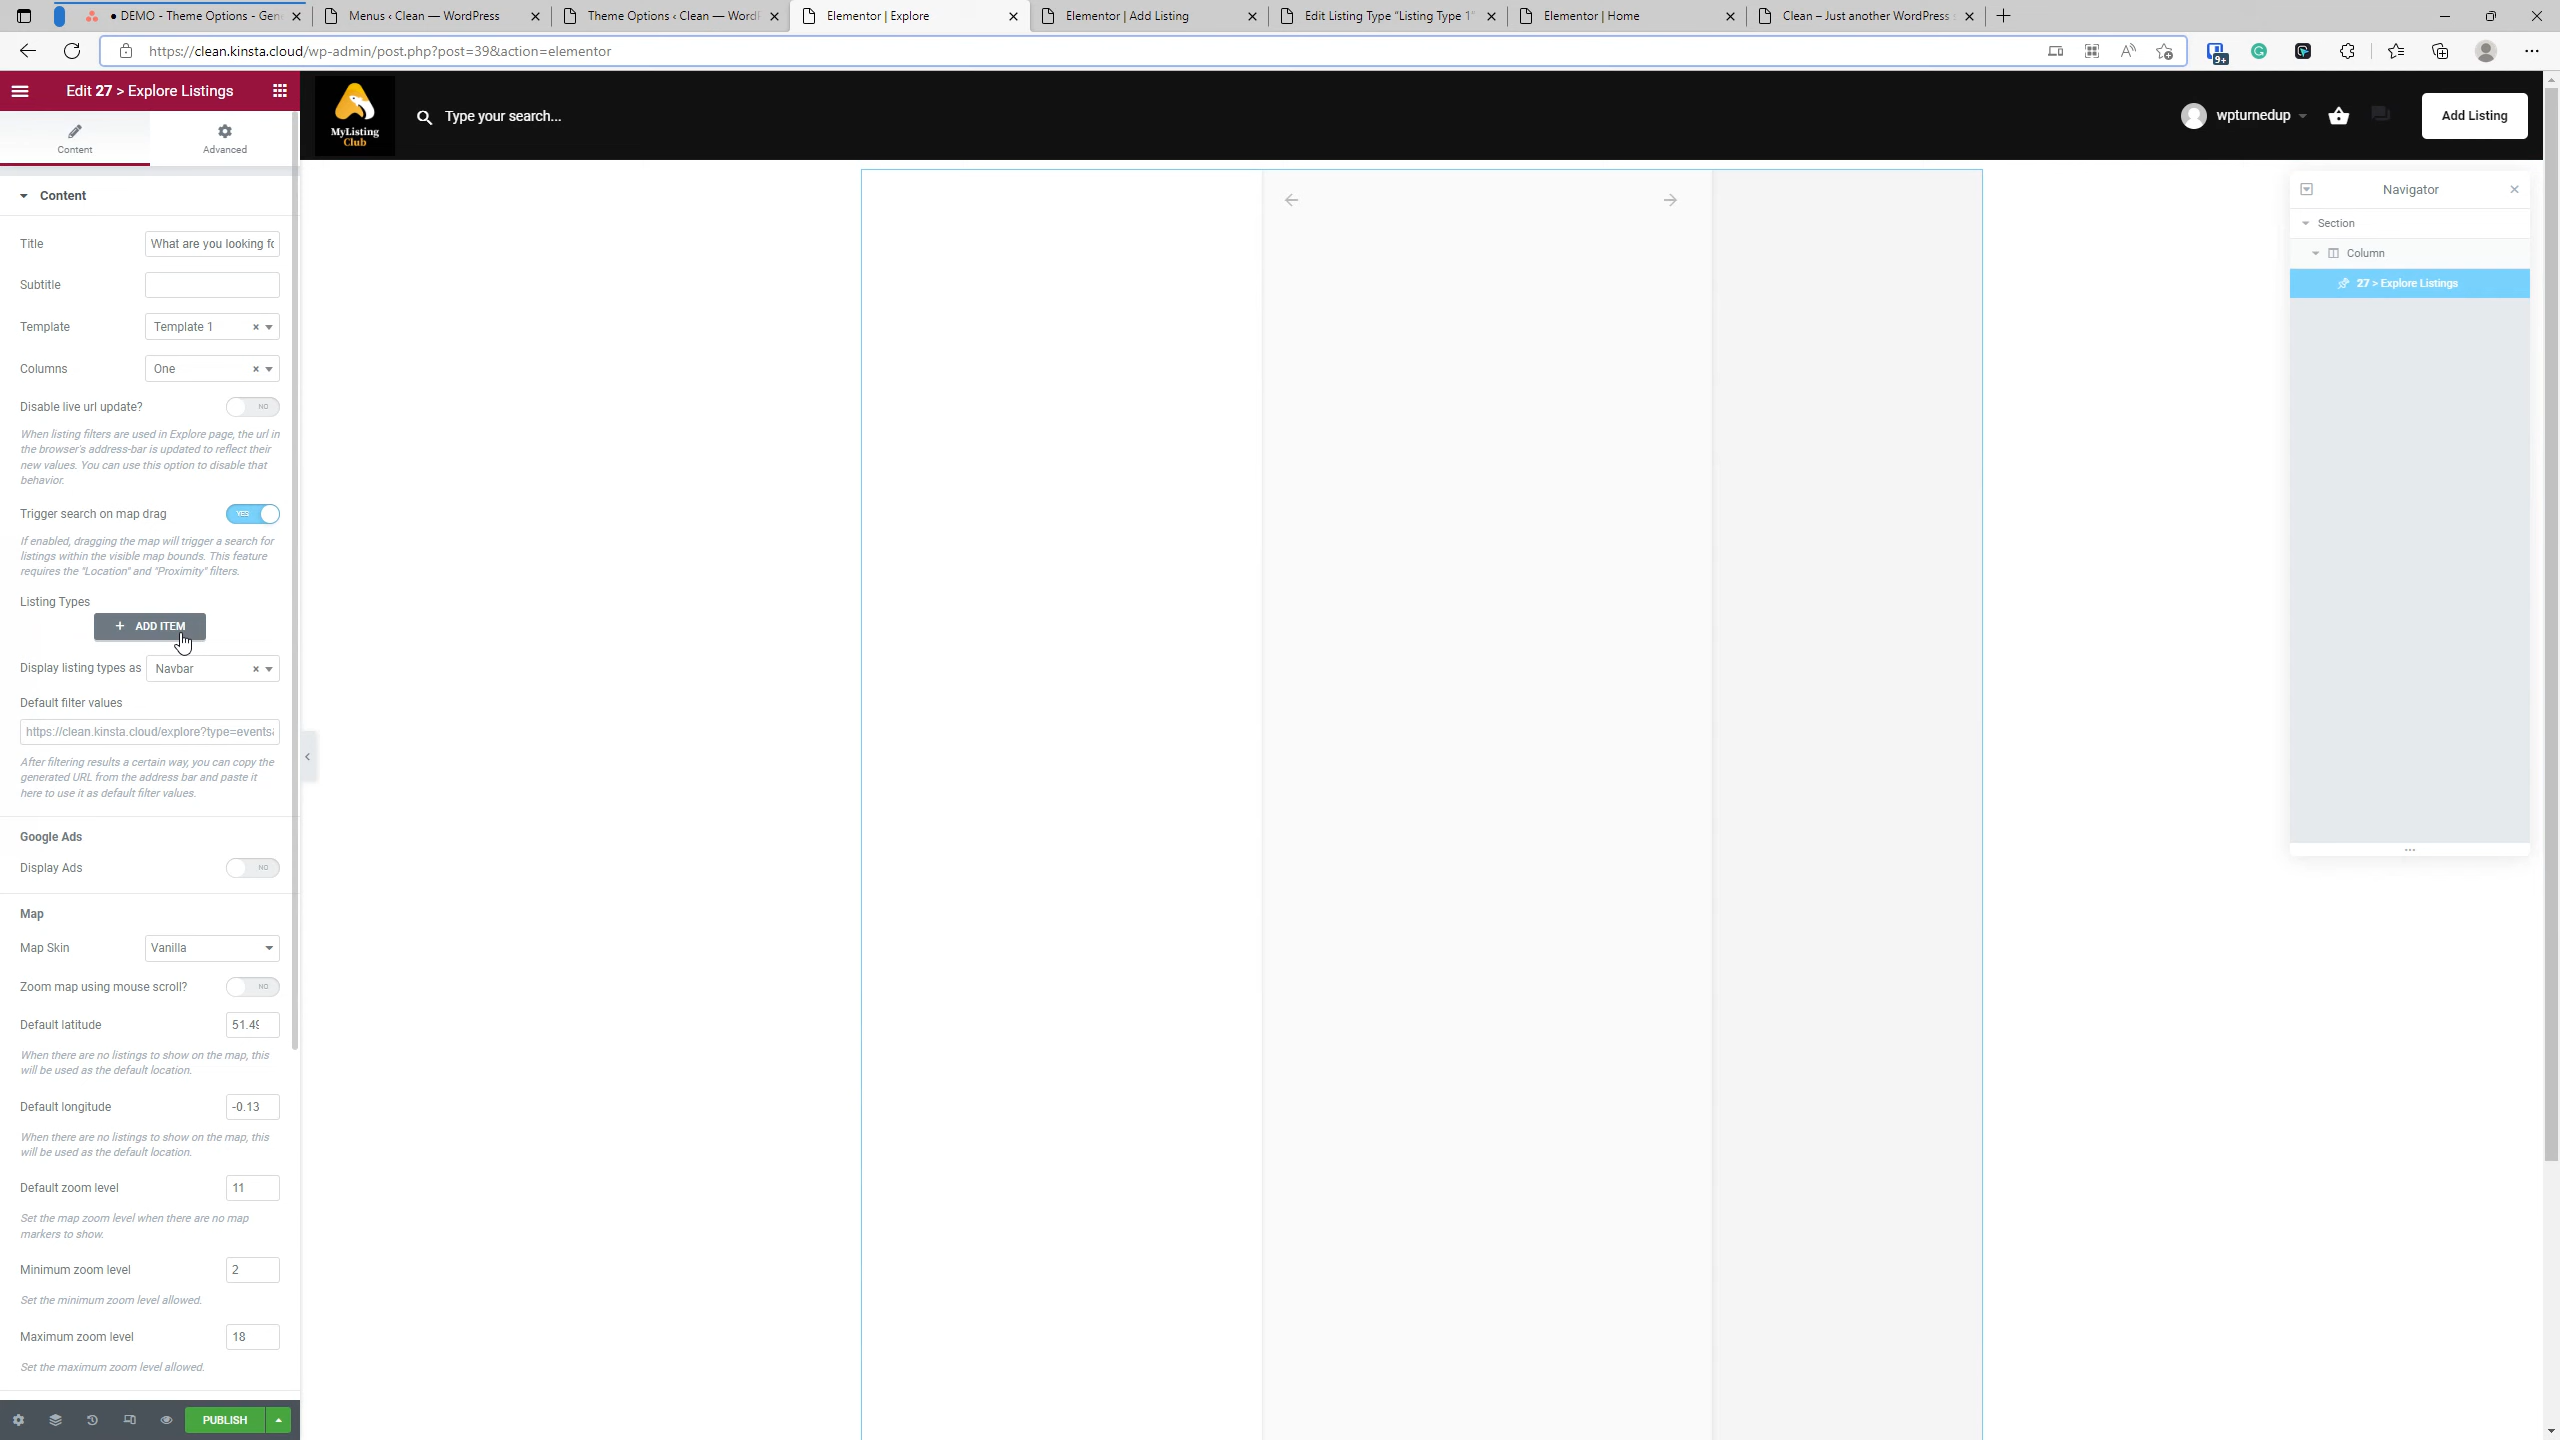 • DEMO - Theme Options - Gen
Menus ‹ Clean — WordPress
Theme Options ‹ Clean — Word
Elementor | Explore
Elementor | Add Listing
Edit Listing Type "Listing Type 1"
Elementor | Home
Clean – Just another WordPress
https://clean.kinsta.cloud/wp-admin/post.php?post=39&action=elementor
9+
Edit 27 > Explore Listings
MyListing
Club
Type your search...
wpturnedup
Add Listing
Content
Advanced
Content
Title
What are you looking fo
Subtitle
Template
Template 1
Columns
One
Disable live url update?
NO
When listing filters are used in Explore page, the url in
the browser's address-bar is updated to reflect their
new values. You can use this option to disable that
behavior.
Trigger search on map drag
YES
If enabled, dragging the map will trigger a search for
listings within the visible map bounds. This feature
requires the "Location" and "Proximity" filters.
Listing Types
+ ADD ITEM
Display listing types as
Navbar
Default filter values
https://clean.kinsta.cloud/explore?type=events&
After filtering results a certain way, you can copy the
generated URL from the address bar and paste it
here to use it as default filter values.
Google Ads
Display Ads
NO
Map
Map Skin
Vanilla
Zoom map using mouse scroll?
NO
Default latitude
51.49
When there are no listings to show on the map, this
will be used as the default location.
Default longitude
-0.13
When there are no listings to show on the map, this
will be used as the default location.
Default zoom level
11
Set the map zoom level when there are no map
markers to show.
Minimum zoom level
2
Set the minimum zoom level allowed.
Maximum zoom level
18
Set the maximum zoom level allowed.
PUBLISH
Navigator
Section
Column
27 > Explore Listings